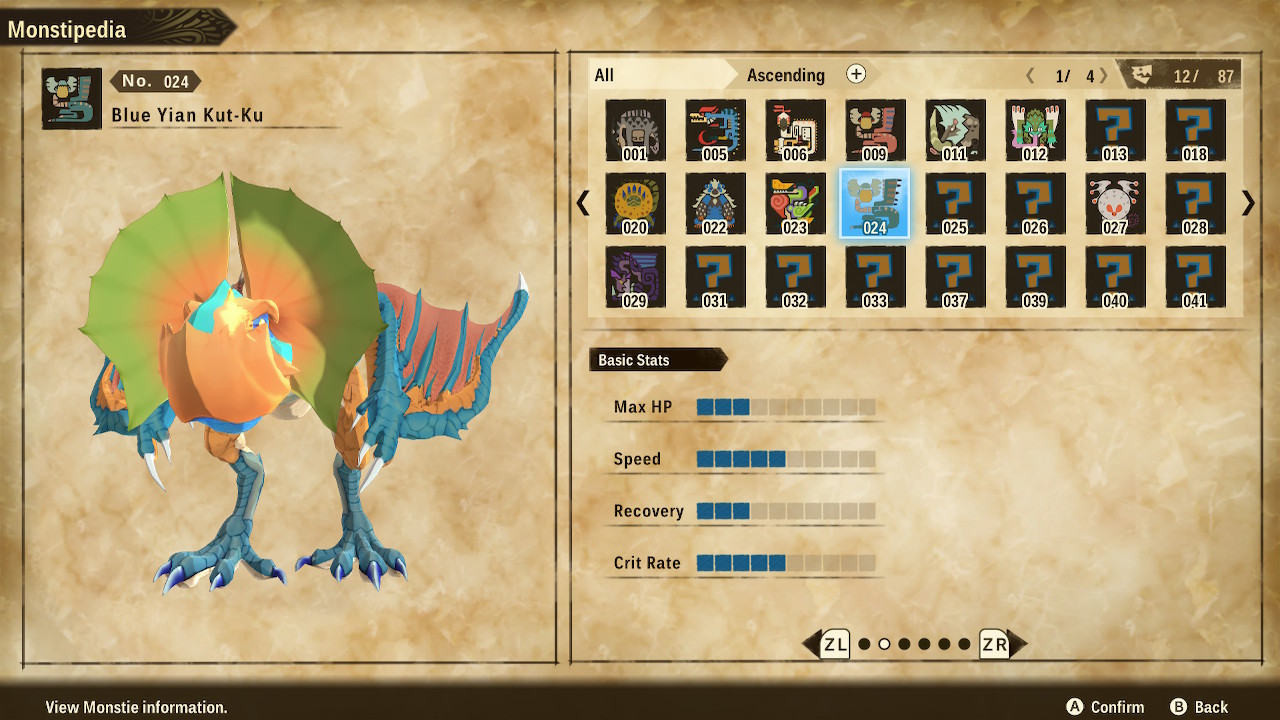 Monstipedia
No. 024
Blue Yian Kut-Ku
All
Ascending
1/ 4
12/ 87
001 005 006 009 011 012 013 018
020 022 023 024 025 026 027 028
029 031 032 033 037 039 040 041
Basic Stats
Max HP
Speed
Recovery
Crit Rate
ZL ZR
View Monstie information.
A Confirm B Back